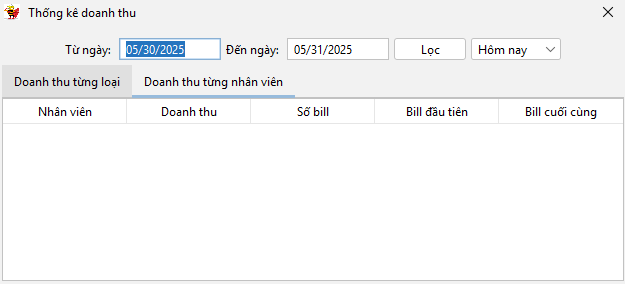 Thống kê doanh thu
Từ ngày: 05/30/2025 Đến ngày: 05/31/2025 Lọc Hôm nay
Doanh thu từng loại Doanh thu từng nhân viên
Nhân viên Doanh thu Số bill Bill đầu tiên Bill cuối cùng